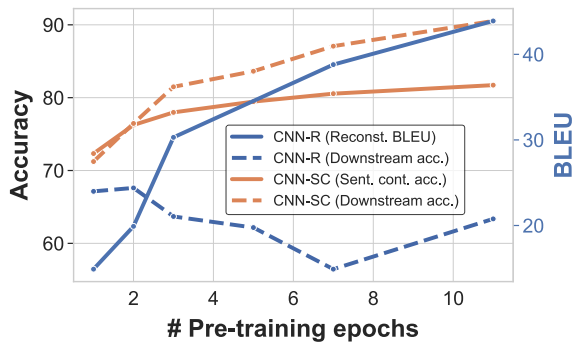 90
80
70
60
Accuracy
40
30
20
BLEU
CNN-R (Reconst. BLEU)
CNN-R (Downstream acc.)
CNN-SC (Sent. cont. acc.)
CNN-SC (Downstream acc.)
2 4 6 8 10
# Pre-training epochs